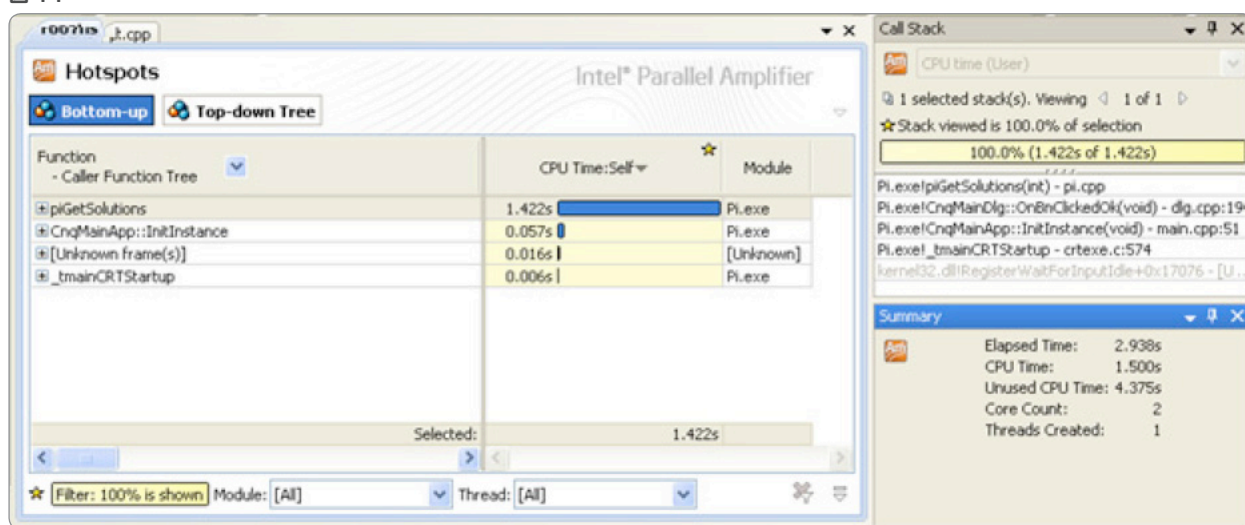 r007hs
.cpp
Hotspots
Intel® Parallel Amplifier
Bottom-up
Top-down Tree
Function
- Caller Function Tree
CPU Time:Self
Module
piGetSolutions 1.422s Pi.exe
CnqMainApp::InitInstance 0.057s Pi.exe
[Unknown frame(s)] 0.016s [Unknown]
_tmainCRTStartup 0.006s Pi.exe
Selected: 1.422s
Filter: 100% is shown Module: [All] Thread: [All]
Call Stack
CPU time (User)
1 selected stack(s). Viewing 1 of 1
Stack viewed is 100.0% of selection
100.0% (1.422s of 1.422s)
Pi.exe!piGetSolutions(int) - pi.cpp
Pi.exe!CnqMainDlg::OnBnClickedOk(void) - dlg.cpp:19
Pi.exe!CnqMainApp::InitInstance(void) - main.cpp:51
Pi.exe!_tmainCRTStartup - crtexe.c:574
kernel32.dll!RegisterWaitForInputIdle+0x17076 - [U...
Summary
Elapsed Time: 2.938s
CPU Time: 1.500s
Unused CPU Time: 4.375s
Core Count: 2
Threads Created: 1